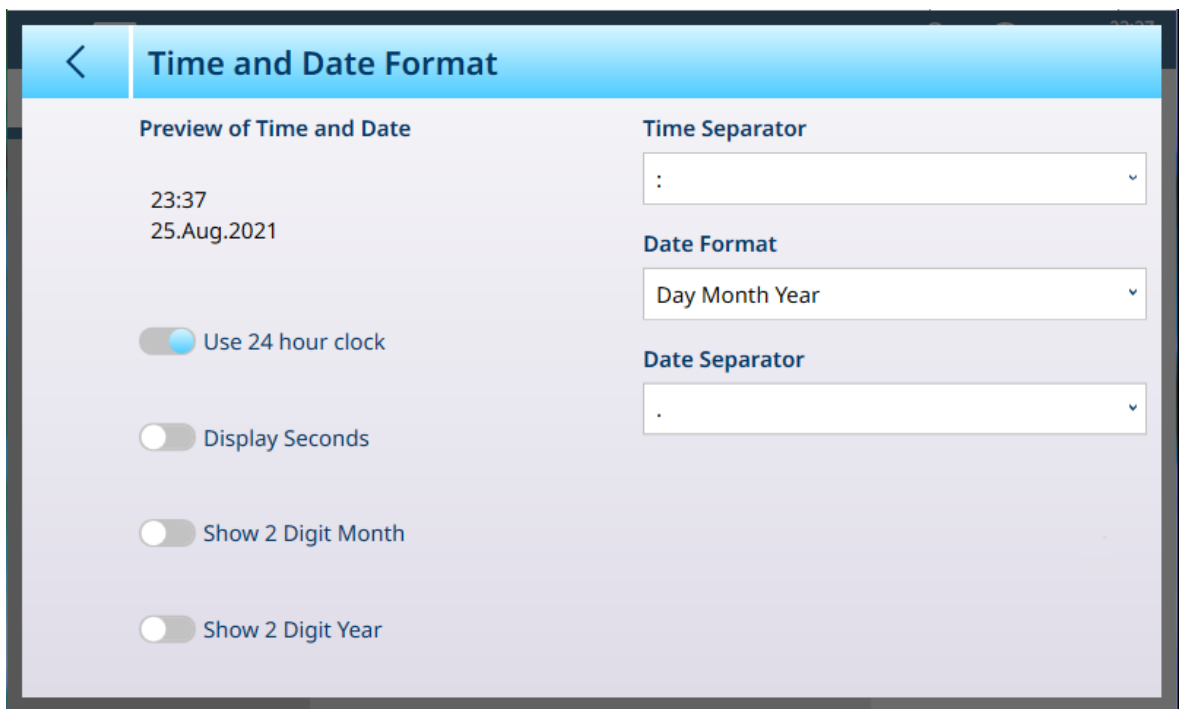 Time and Date Format
Preview of Time and Date
23:37
25.Aug.2021
Use 24 hour clock
Display Seconds
Show 2 Digit Month
Show 2 Digit Year
Time Separator
:
Date Format
Day Month Year
Date Separator
.